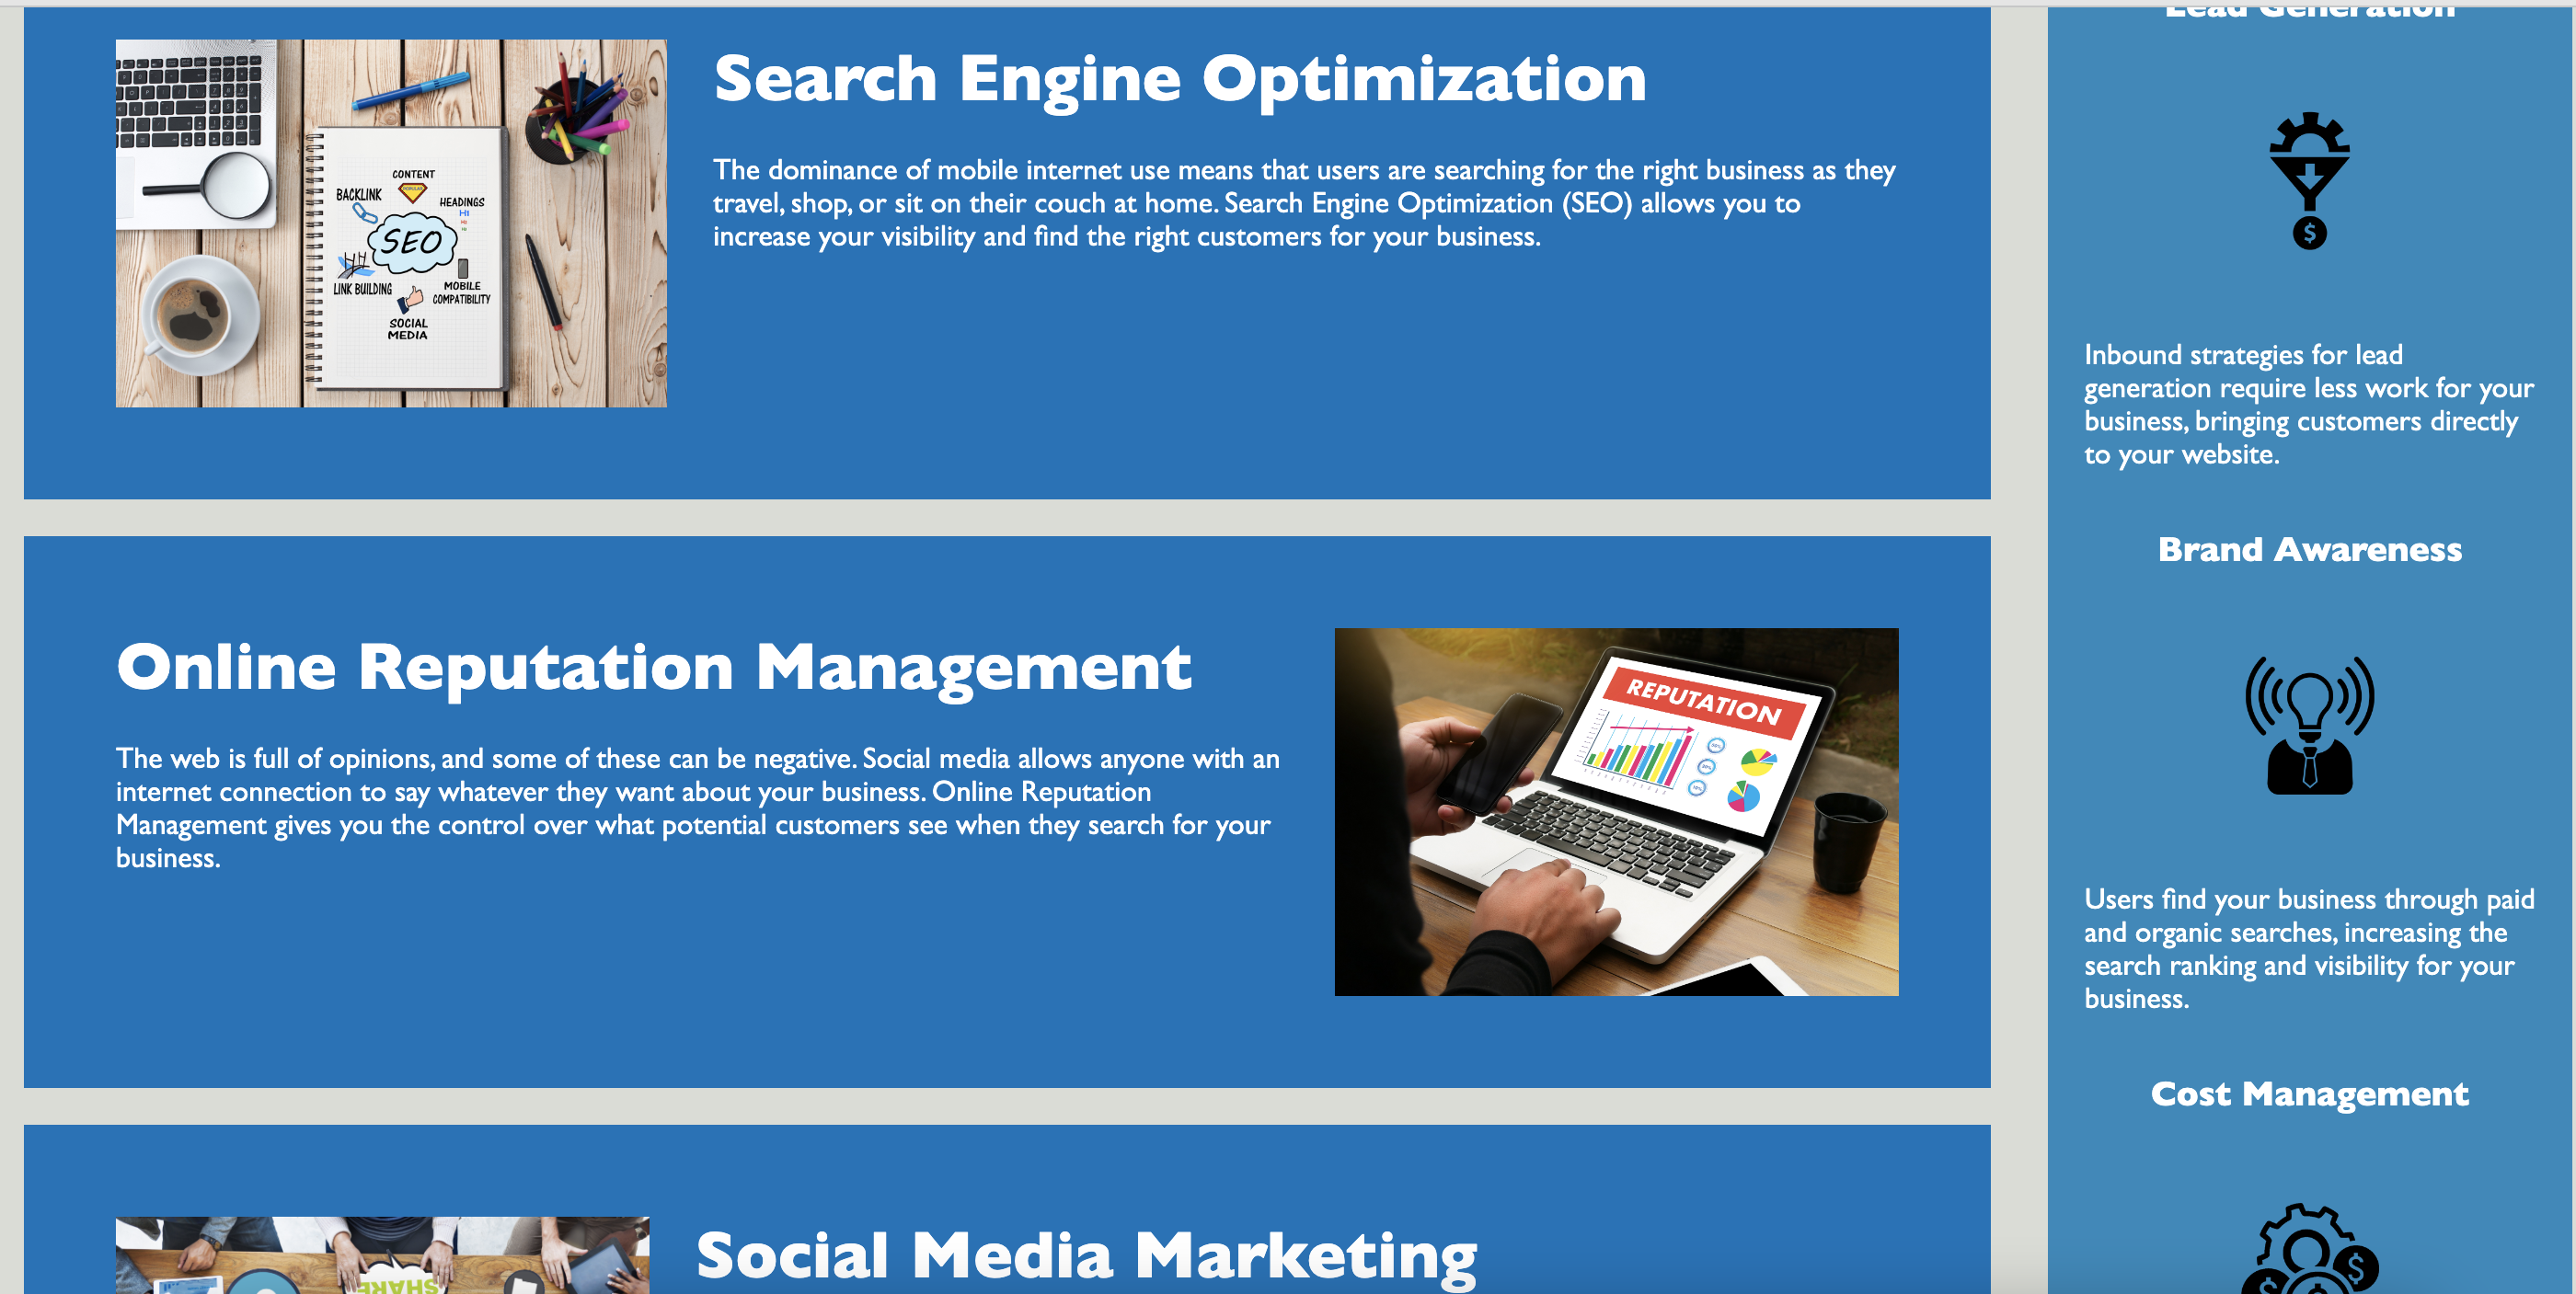 Search Engine Optimization
The dominance of mobile internet use means that users are searching for the right business as they
travel, shop, or sit on their couch at home. Search Engine Optimization (SEO) allows you to
increase your visibility and find the right customers for your business.
CONTENT
BACKLINK
HEADINGS
H1
SEO
LINK BUILDING
MOBILE
COMPATIBILITY
SOCIAL
MEDIA
Online Reputation Management
The web is full of opinions, and some of these can be negative. Social media allows anyone with an
internet connection to say whatever they want about your business. Online Reputation
Management gives you the control over what potential customers see when they search for your
business.
REPUTATION
Social Media Marketing
SHARE
Lead Generation
$
Inbound strategies for lead
generation require less work for your
business, bringing customers directly
to your website.
Brand Awareness
Users find your business through paid
and organic searches, increasing the
search ranking and visibility for your
business.
Cost Management
$
$
$